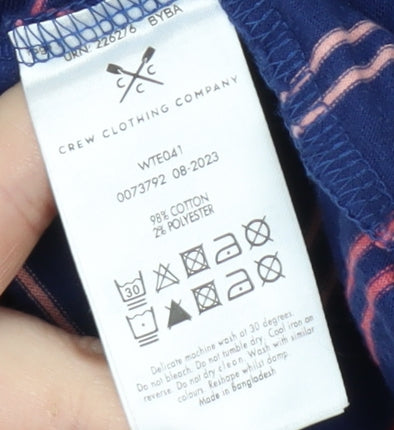 URN: 226276 BYBA
C C
C
CREW CLOTHING COMPANY
WTE041
0073792 08-2023
98% COTTON
2% POLYESTER
30
Delicate machine wash at 30 degrees.
Do not bleach. Do not tumble dry. Cool iron on
reverse. Do not dry clean. Wash with similar
colours. Reshape whilst damp.
Made in Bangladesh